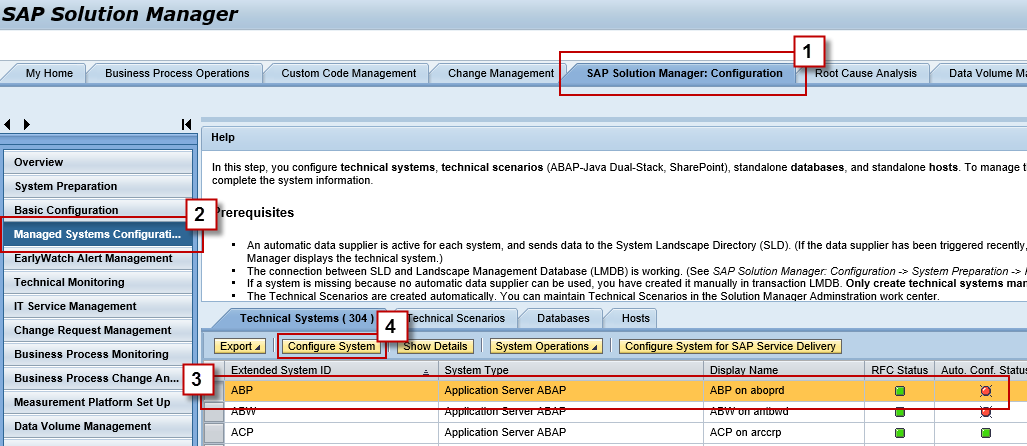 SAP Solution Manager
1
My Home Business Process Operations Custom Code Management Change Management SAP Solution Manager: Configuration Root Cause Analysis Data Volume
Help
Overview
System Preparation
Basic Configuration
2
Managed Systems Configurati...
EarlyWatch Alert Management
Technical Monitoring
IT Service Management
Change Request Management
Business Process Monitoring
Business Process Change An...
3
Measurement Platform Set Up
Data Volume Management
In this step, you configure technical systems, technical scenarios (ABAP-Java Dual-Stack, SharePoint), standalone databases, and standalone hosts. To manage
complete the system information.
Prerequisites
An automatic data supplier is active for each system, and sends data to the System Landscape Directory (SLD). (If the data supplier has been triggered recently,
Manager displays the technical system.)
The connection between SLD and Landscape Management Database (LMDB) is working. (See SAP Solution Manager: Configuration -> System Preparation ->
If a system is missing because no automatic data supplier can be used, you have created it manually in transaction LMDB. Only create technical systems
The Technical Scenarios are created automatically. You can maintain Technical Scenarios in the Solution Manager Adminstration work center.
Technical Systems ( 304 ) Technical Scenarios Databases Hosts
4
Export Configure System Show Details System Operations Configure System for SAP Service Delivery
Extended System ID System Type Display Name RFC Status Auto. Conf. Status
ABP Application Server ABAP ABP on aboprd
ABW Application Server ABAP ABW on antbwd
ACP Application Server ABAP ACP on arccrp